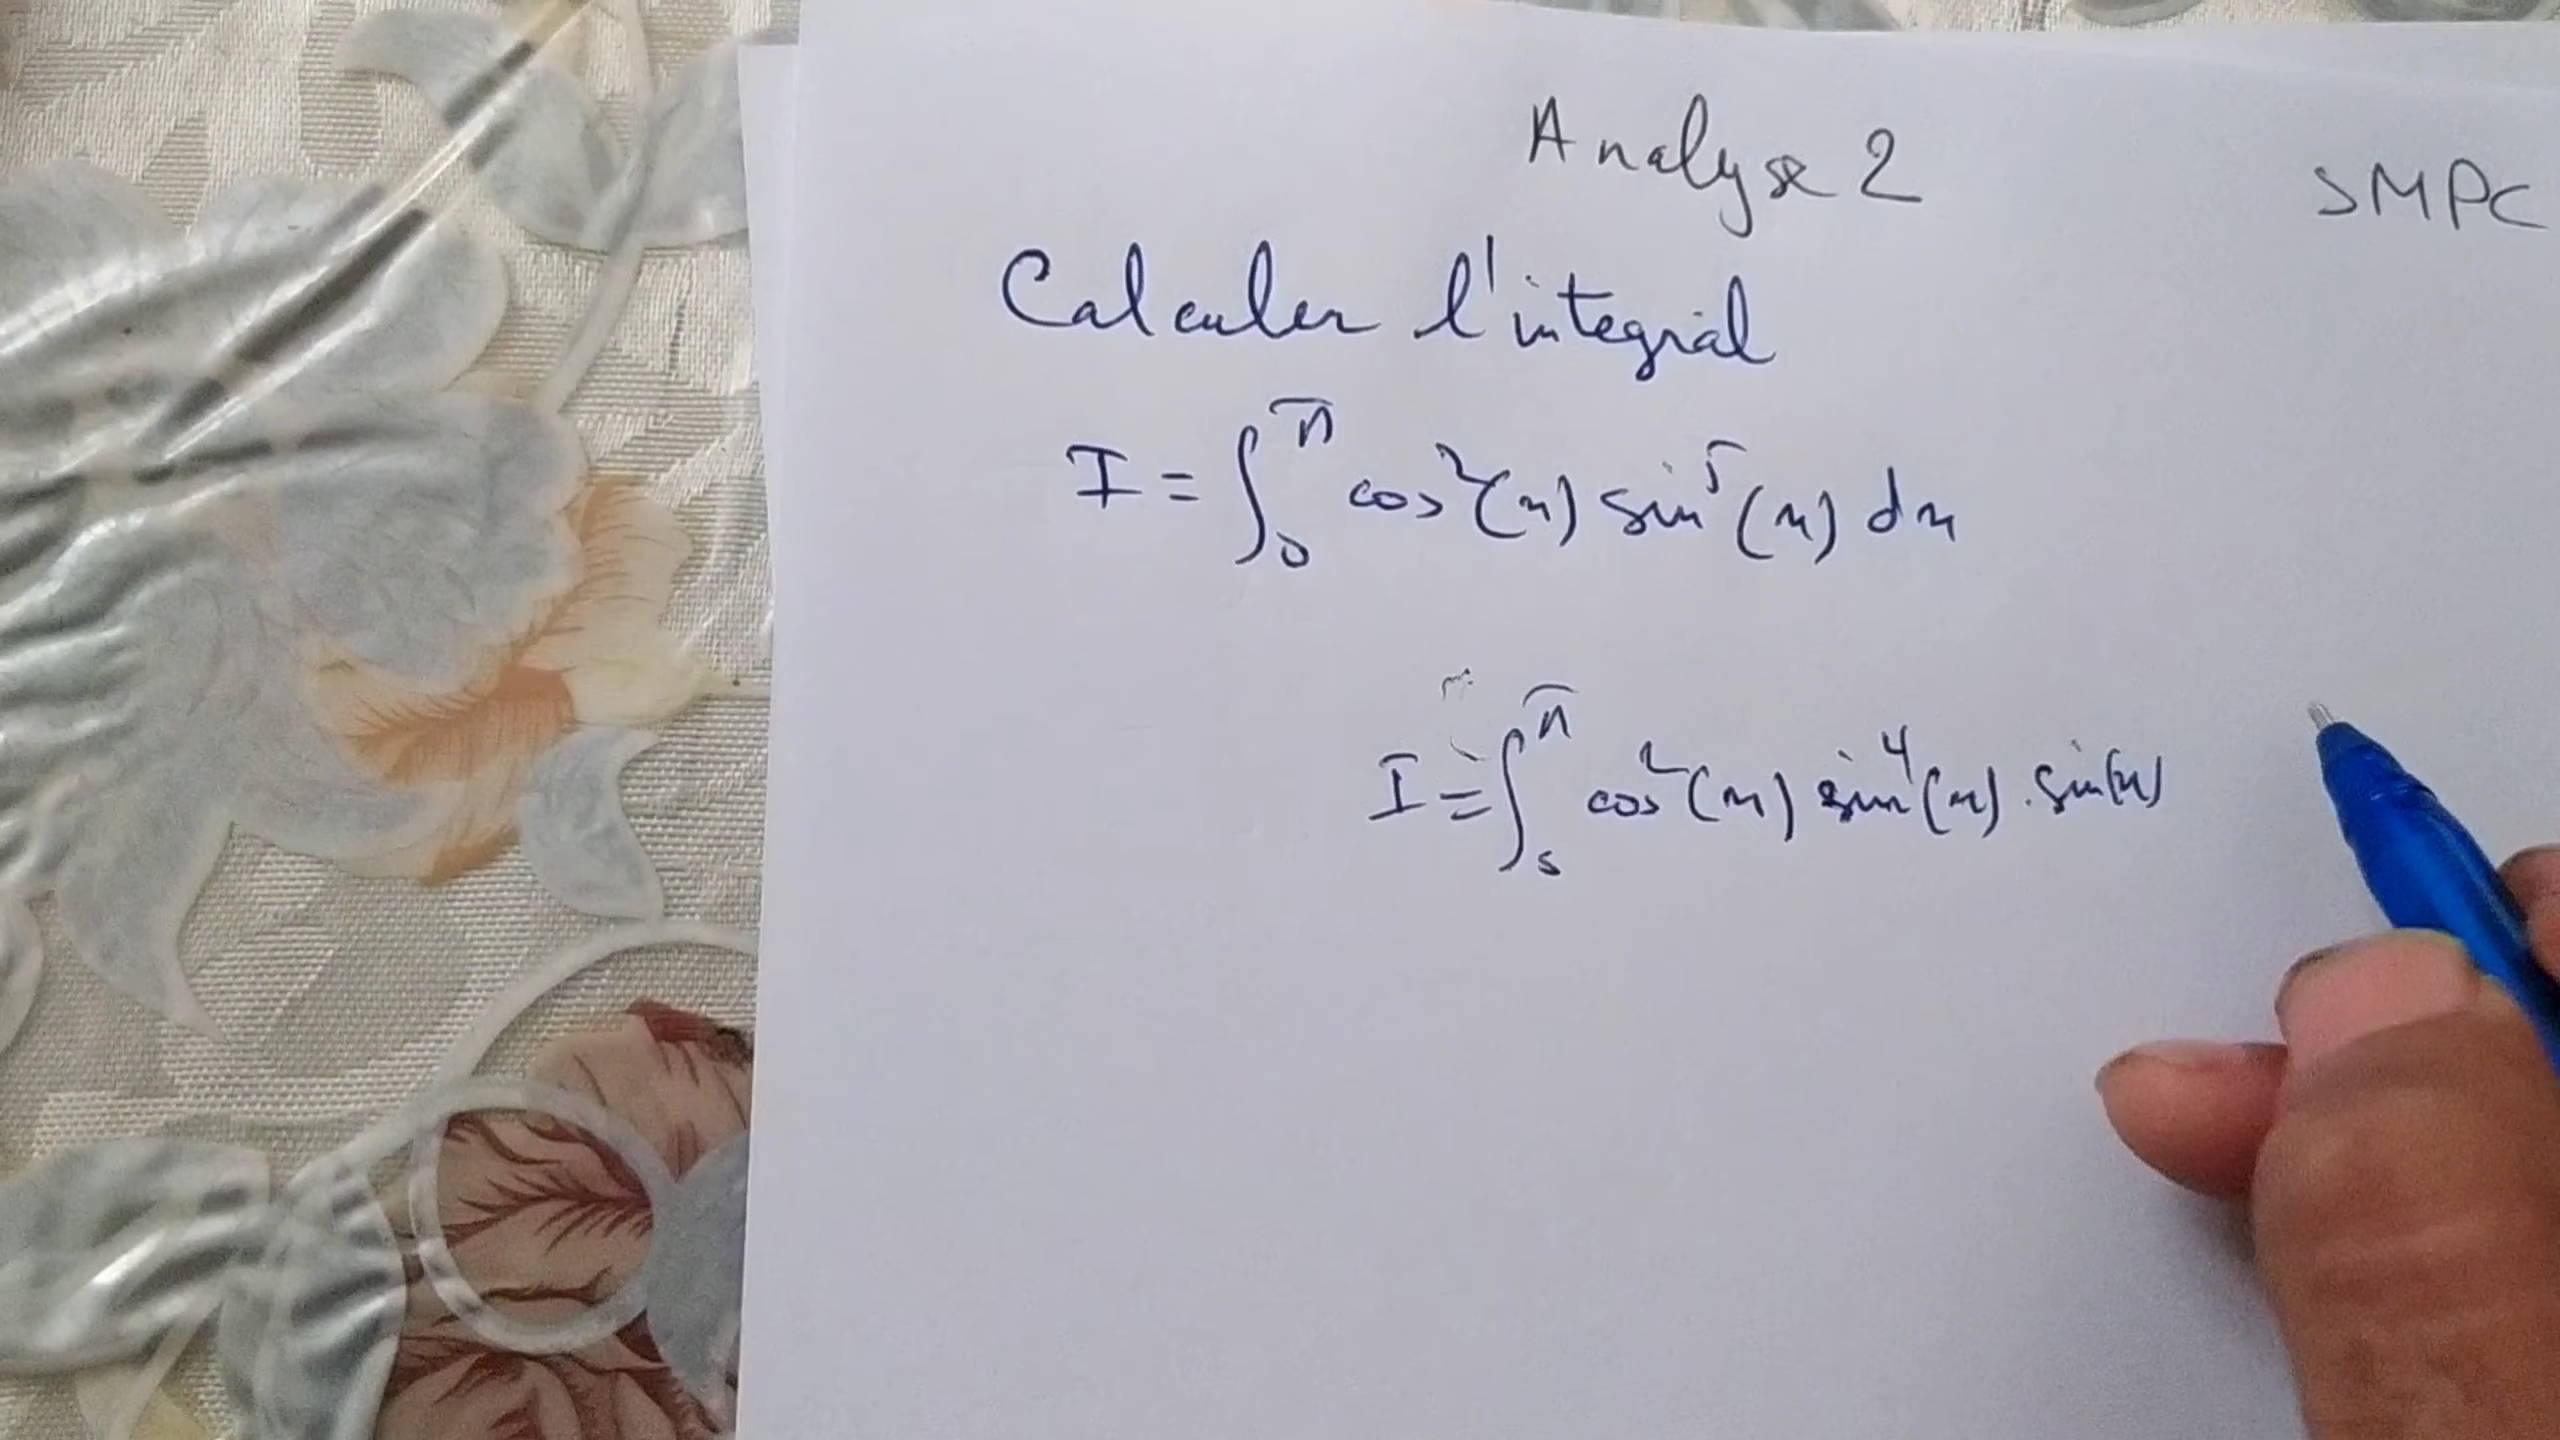 Analyse 2
SMPC
Calculer l'integral
I = ∫₀^π cos²(x) sin⁵(x) dx
I = ∫₀^π cos²(x) sin⁴(x) . sin(x)